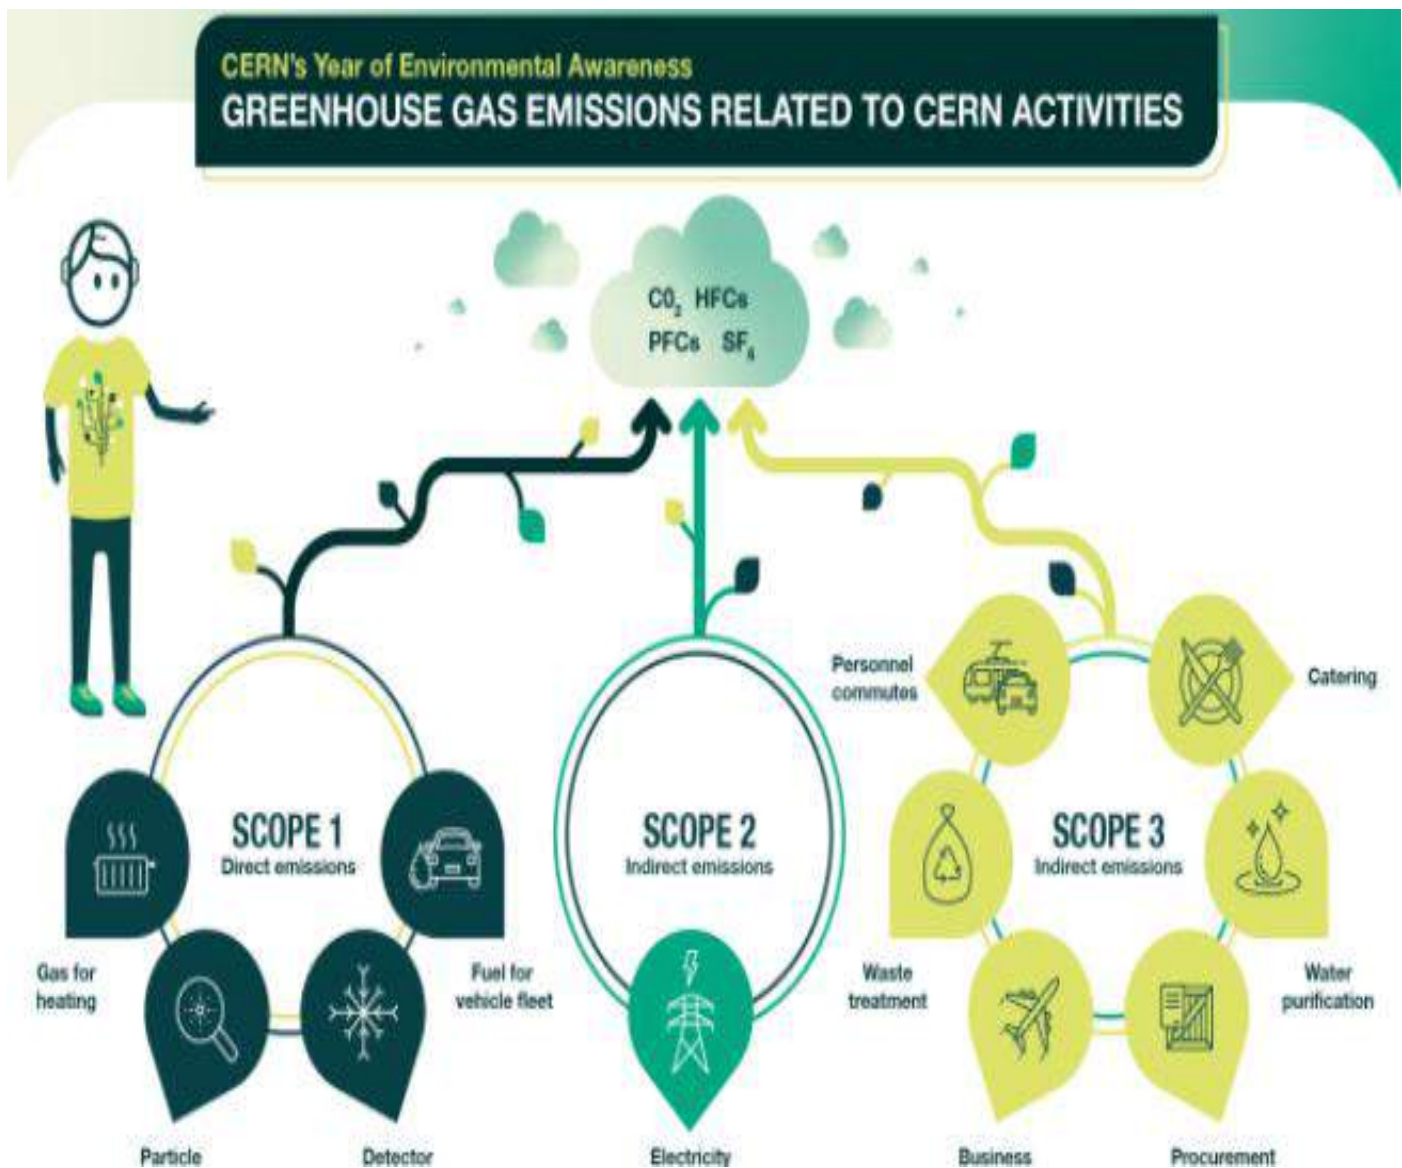 CERN's Year of Environmental Awareness
GREENHOUSE GAS EMISSIONS RELATED TO CERN ACTIVITIES
CO₂ HFCs
PFCs SF₆
Personnel
commutes
Catering
SCOPE 1
Direct emissions
SCOPE 2
Indirect emissions
SCOPE 3
Indirect emissions
Gas for
heating
Fuel for
vehicle fleet
Waste
treatment
Water
purification
Particle
Detector
Electricity
Business
Procurement